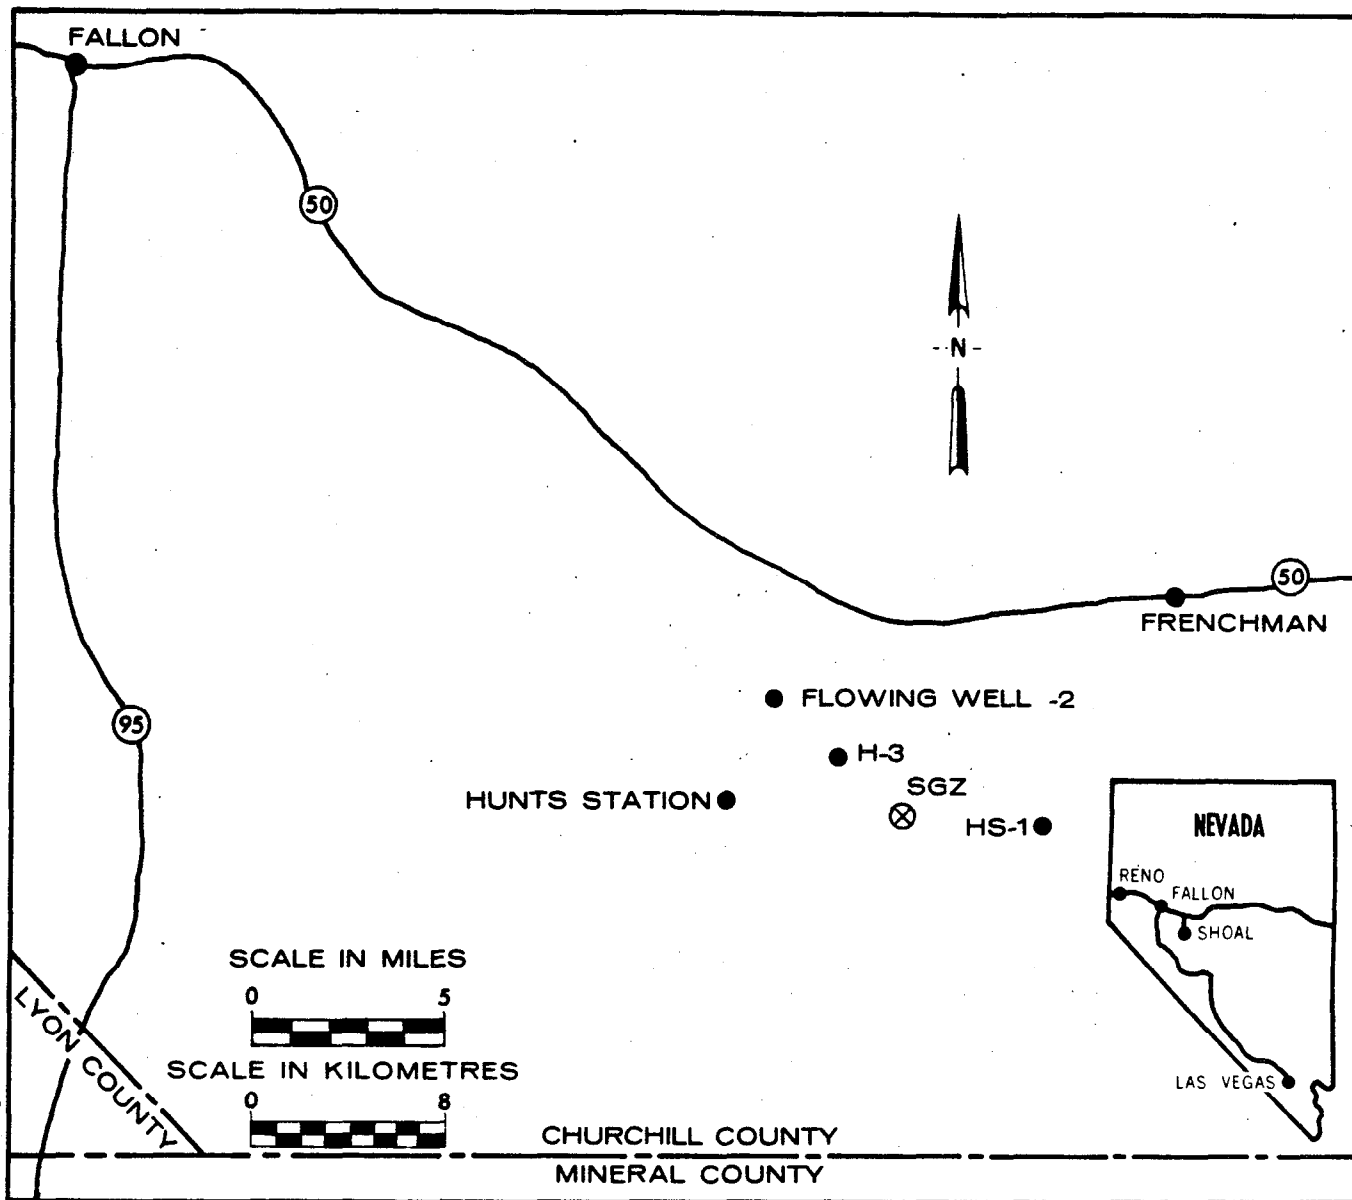 FALLON
50
N
50
FRENCHMAN
FLOWING WELL -2
95
H-3
SGZ
HUNTS STATION
HS-1
NEVADA
RENO
FALLON
SHOAL
LAS VEGAS
SCALE IN MILES
0 5
SCALE IN KILOMETRES
0 8
LYON COUNTY
CHURCHILL COUNTY
MINERAL COUNTY